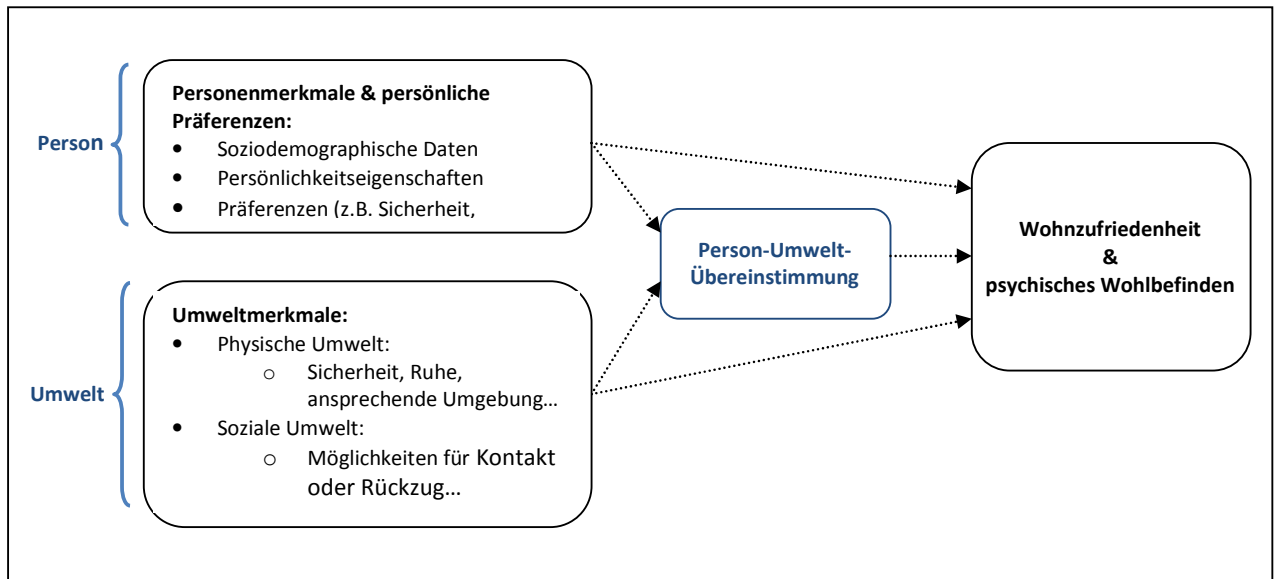 Person
Personenmerkmale & persönliche
Präferenzen:
• Soziodemographische Daten
• Persönlichkeitseigenschaften
• Präferenzen (z.B. Sicherheit,
Umwelt
Umweltmerkmale:
• Physische Umwelt:
o Sicherheit, Ruhe,
ansprechende Umgebung…
• Soziale Umwelt:
o Möglichkeiten für Kontakt
oder Rückzug…
Person-Umwelt-
Übereinstimmung
Wohnzufriedenheit
&
psychisches Wohlbefinden